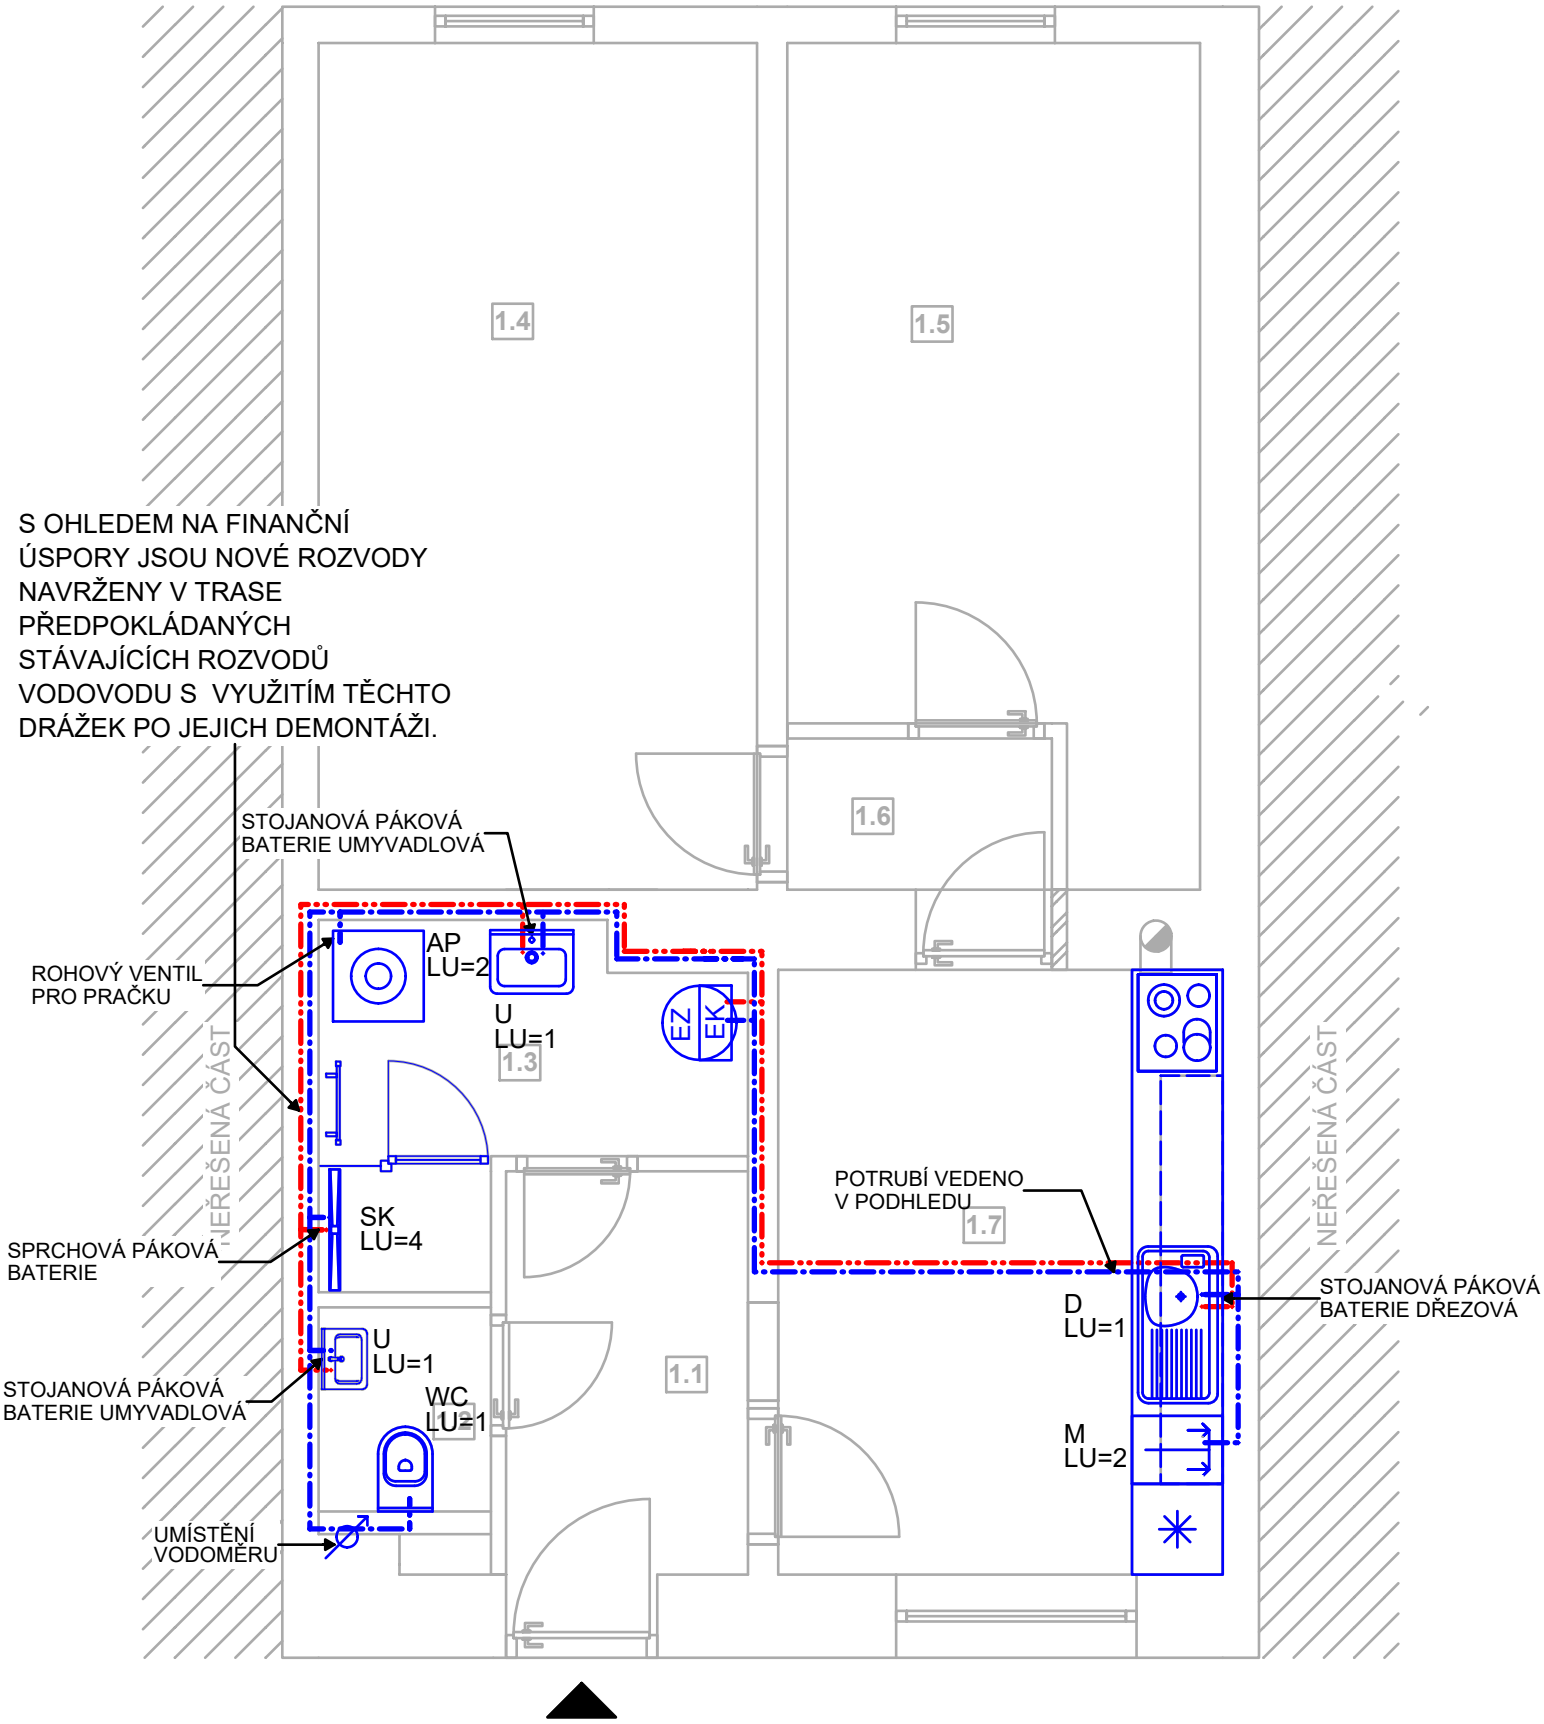 1.4
1.5
S OHLEDEM NA FINANČNÍ
ÚSPORY JSOU NOVÉ ROZVODY
NAVRŽENY V TRASE
PŘEDPOKLÁDANÝCH
STÁVAJÍCÍCH ROZVODŮ
VODOVODU S  VYUŽITÍM TĚCHTO
DRÁŽEK PO JEJICH DEMONTÁŽI.
STOJANOVÁ PÁKOVÁ
BATERIE UMYVADLOVÁ
1.6
ROHOVÝ VENTIL
PRO PRAČKU
AP
LU=2
U
LU=1
1.3
EZ
EK
NEŘEŠENÁ ČÁST
NEŘEŠENÁ ČÁST
POTRUBÍ VEDENO
V PODHLEDU
1.7
SK
LU=4
SPRCHOVÁ PÁKOVÁ
BATERIE
D
LU=1
STOJANOVÁ PÁKOVÁ
BATERIE DŘEZOVÁ
U
LU=1
1.1
STOJANOVÁ PÁKOVÁ
BATERIE UMYVADLOVÁ
WC
LU=1
1.2
M
LU=2
UMÍSTĚNÍ
VODOMĚRU